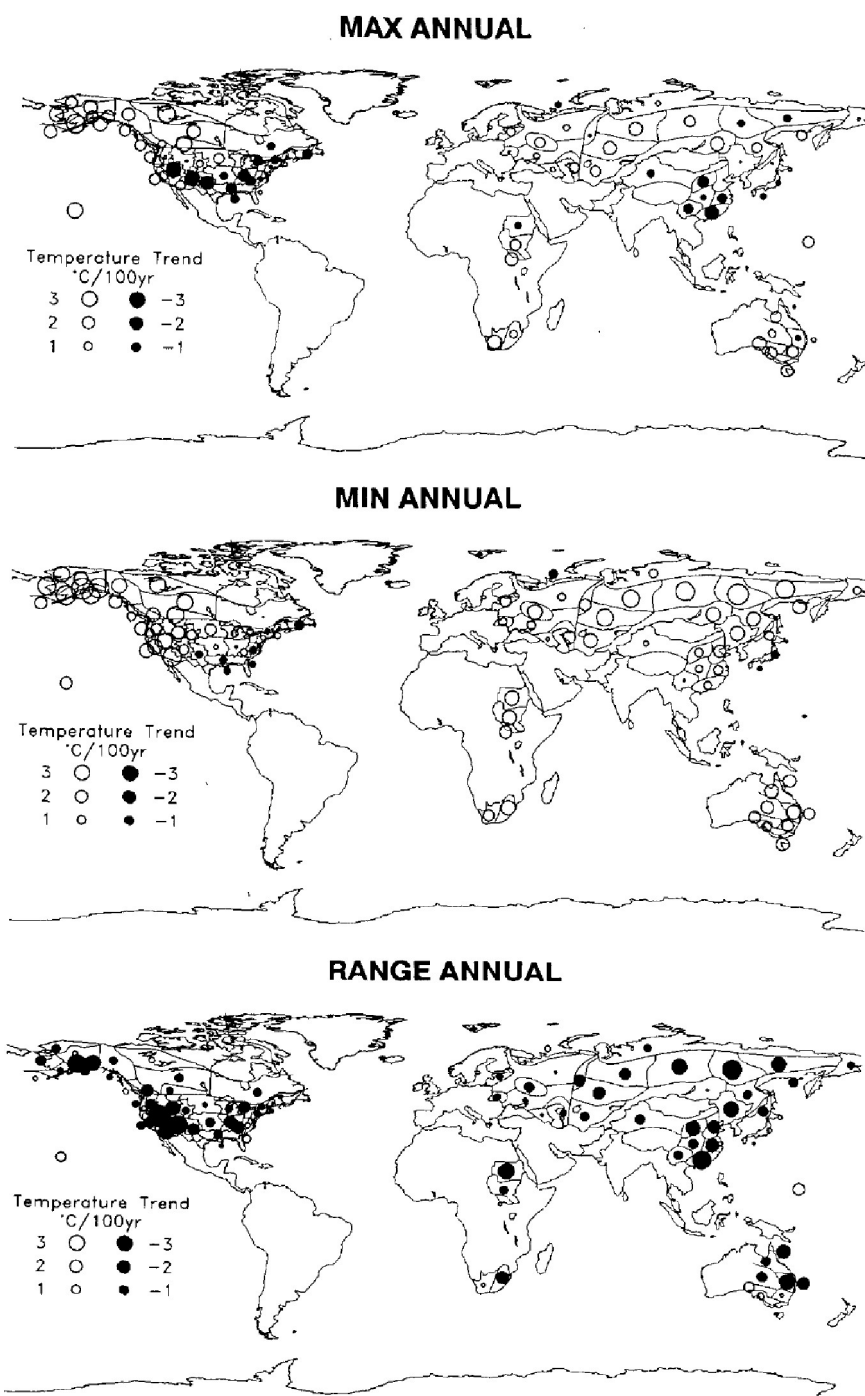 MAX ANNUAL
Temperature Trend
°C/100yr
3 -3
2 -2
1 -1
MIN ANNUAL
Temperature Trend
°C/100yr
3 -3
2 -2
1 -1
RANGE ANNUAL
Temperature Trend
°C/100yr
3 -3
2 -2
1 -1